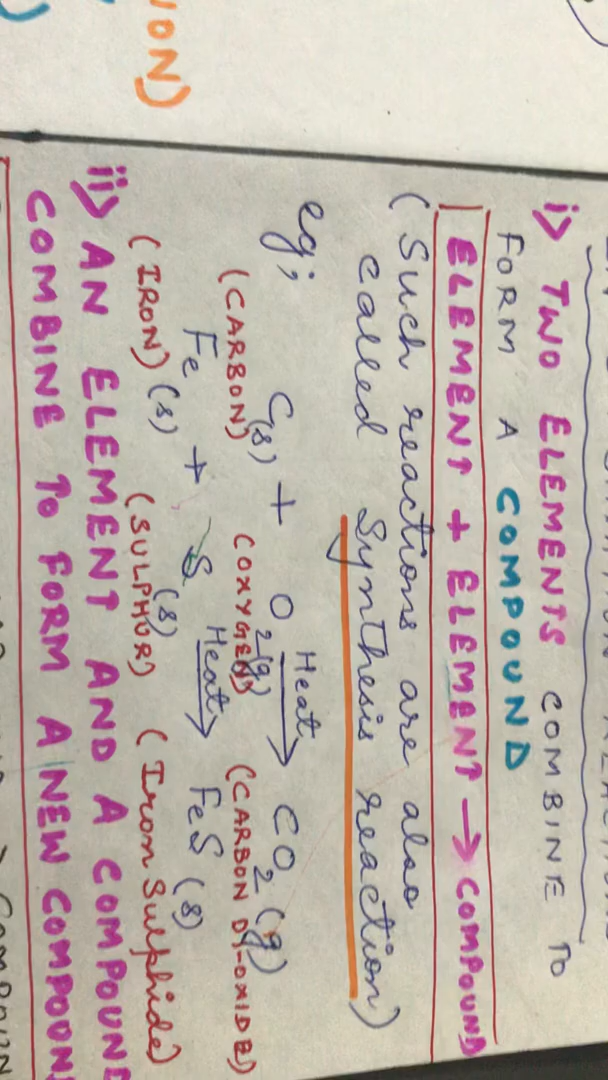 ION)
i> TWO ELEMENTS COMBINE TO
FORM A COMPOUND
ELEMENT + ELEMENT → COMPOUND
(Such reactions are also
called Synthesis reaction)
eg; C(s) + O2(g) Heat→ CO2(g)
(CARBON) (OXYGEN) (CARBON DI-OXIDE)
Fe(s) + S(s) Heat→ FeS(s)
(IRON) (SULPHUR) (Iron Sulphide)
ii> AN ELEMENT AND A COMPOUND
COMBINE TO FORM A NEW COMPOUN